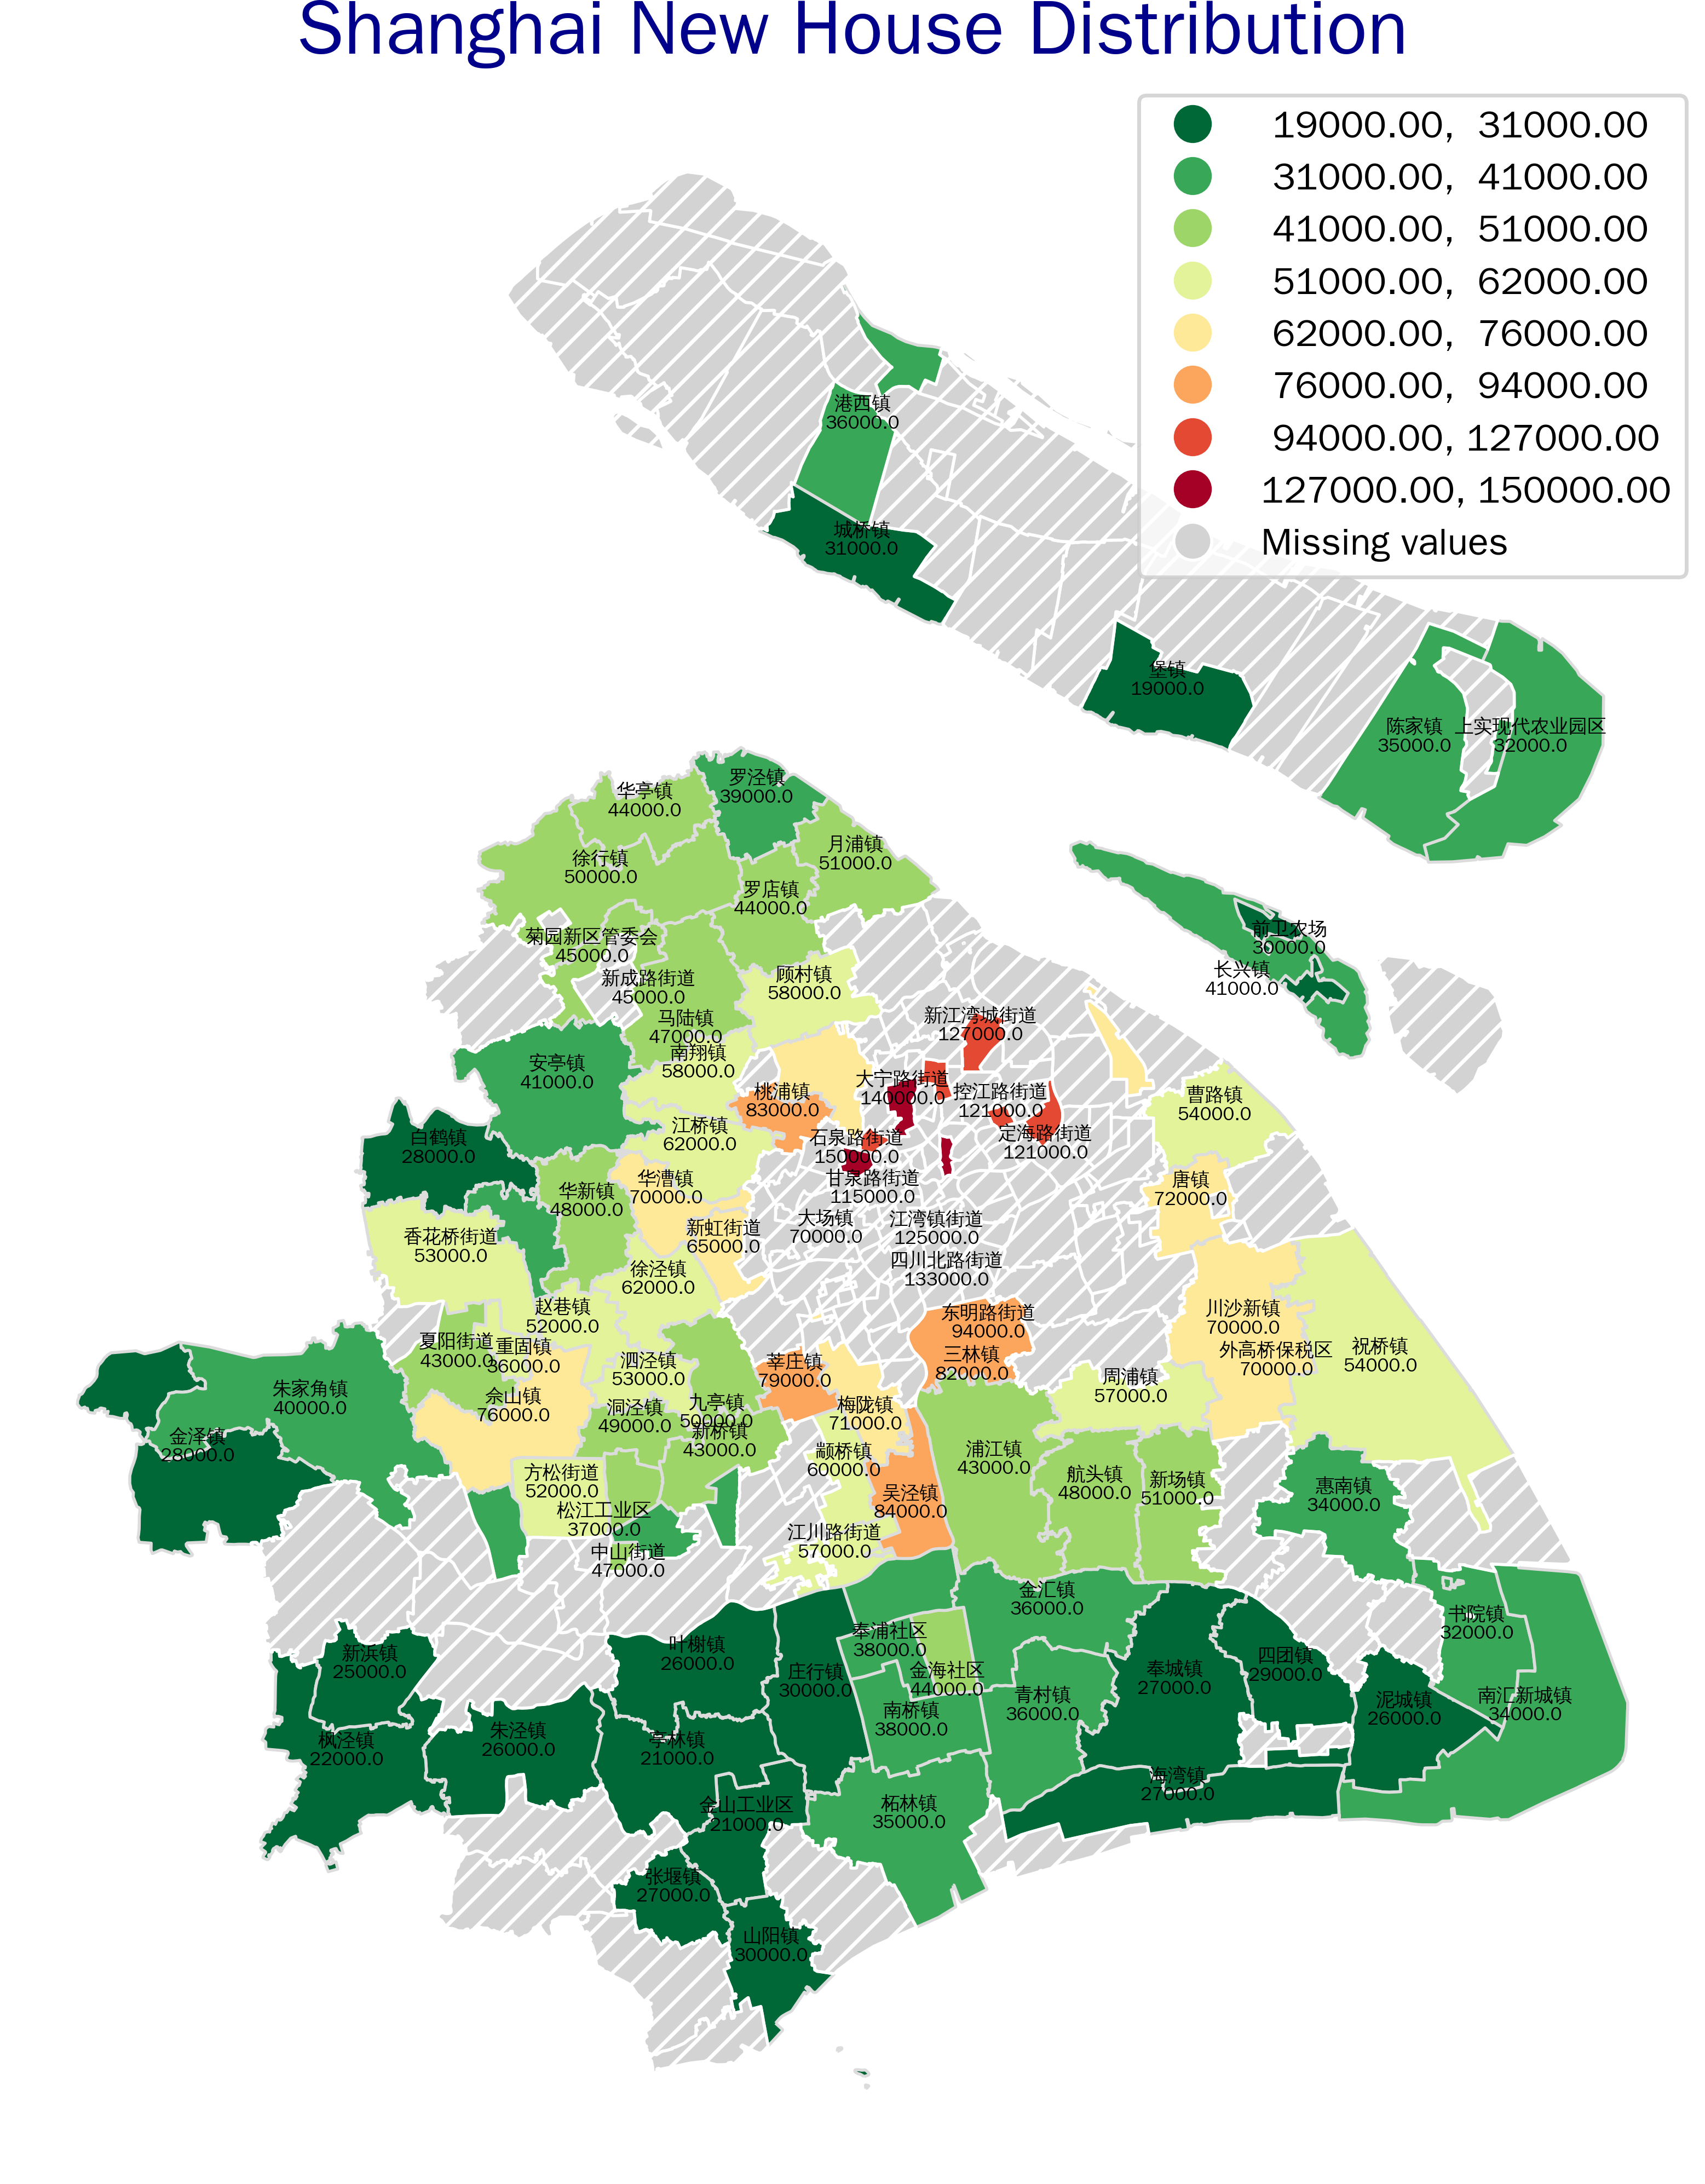 Shanghai New House Distribution
19000.00, 31000.00
31000.00, 41000.00
41000.00, 51000.00
51000.00, 62000.00
62000.00, 76000.00
76000.00, 94000.00
94000.00, 127000.00
127000.00, 150000.00
Missing values
港西镇
36000.0
城桥镇
31000.0
堡镇
19000.0
陈家镇
35000.0
上实现代农业园区
32000.0
罗泾镇
39000.0
华亭镇
44000.0
月浦镇
51000.0
徐行镇
50000.0
罗店镇
44000.0
菊园新区管委会
45000.0
前卫农场
30000.0
长兴镇
41000.0
新成路街道
45000.0
顾村镇
58000.0
马陆镇
47000.0
新江湾城街道
127000.0
南翔镇
58000.0
安亭镇
41000.0
大宁路街道
140000.0
桃浦镇
83000.0
控江路街道
121000.0
曹路镇
54000.0
江桥镇
62000.0
石泉路街道
150000.0
定海路街道
121000.0
白鹤镇
28000.0
甘泉路街道
115000.0
华漕镇
70000.0
唐镇
72000.0
华新镇
48000.0
大场镇
70000.0
江湾镇街道
125000.0
新虹街道
65000.0
香花桥街道
53000.0
四川北路街道
133000.0
徐泾镇
62000.0
赵巷镇
52000.0
东明路街道
94000.0
川沙新镇
70000.0
夏阳街道
43000.0
重固镇
36000.0
外高桥保税区
70000.0
祝桥镇
54000.0
三林镇
82000.0
泗泾镇
53000.0
莘庄镇
79000.0
周浦镇
57000.0
朱家角镇
40000.0
佘山镇
76000.0
九亭镇
50000.0
洞泾镇
49000.0
梅陇镇
71000.0
新桥镇
43000.0
金泽镇
28000.0
颛桥镇
60000.0
浦江镇
43000.0
方松街道
52000.0
航头镇
48000.0
新场镇
51000.0
惠南镇
34000.0
吴泾镇
84000.0
松江工业区
37000.0
江川路街道
57000.0
中山街道
47000.0
金汇镇
36000.0
书院镇
32000.0
奉浦社区
38000.0
叶榭镇
26000.0
新浜镇
25000.0
四团镇
29000.0
庄行镇
30000.0
金海社区
44000.0
奉城镇
27000.0
青村镇
36000.0
南汇新城镇
34000.0
泥城镇
26000.0
南桥镇
38000.0
朱泾镇
26000.0
枫泾镇
22000.0
亭林镇
21000.0
海湾镇
27000.0
金山工业区
21000.0
柘林镇
35000.0
张堰镇
27000.0
山阳镇
30000.0